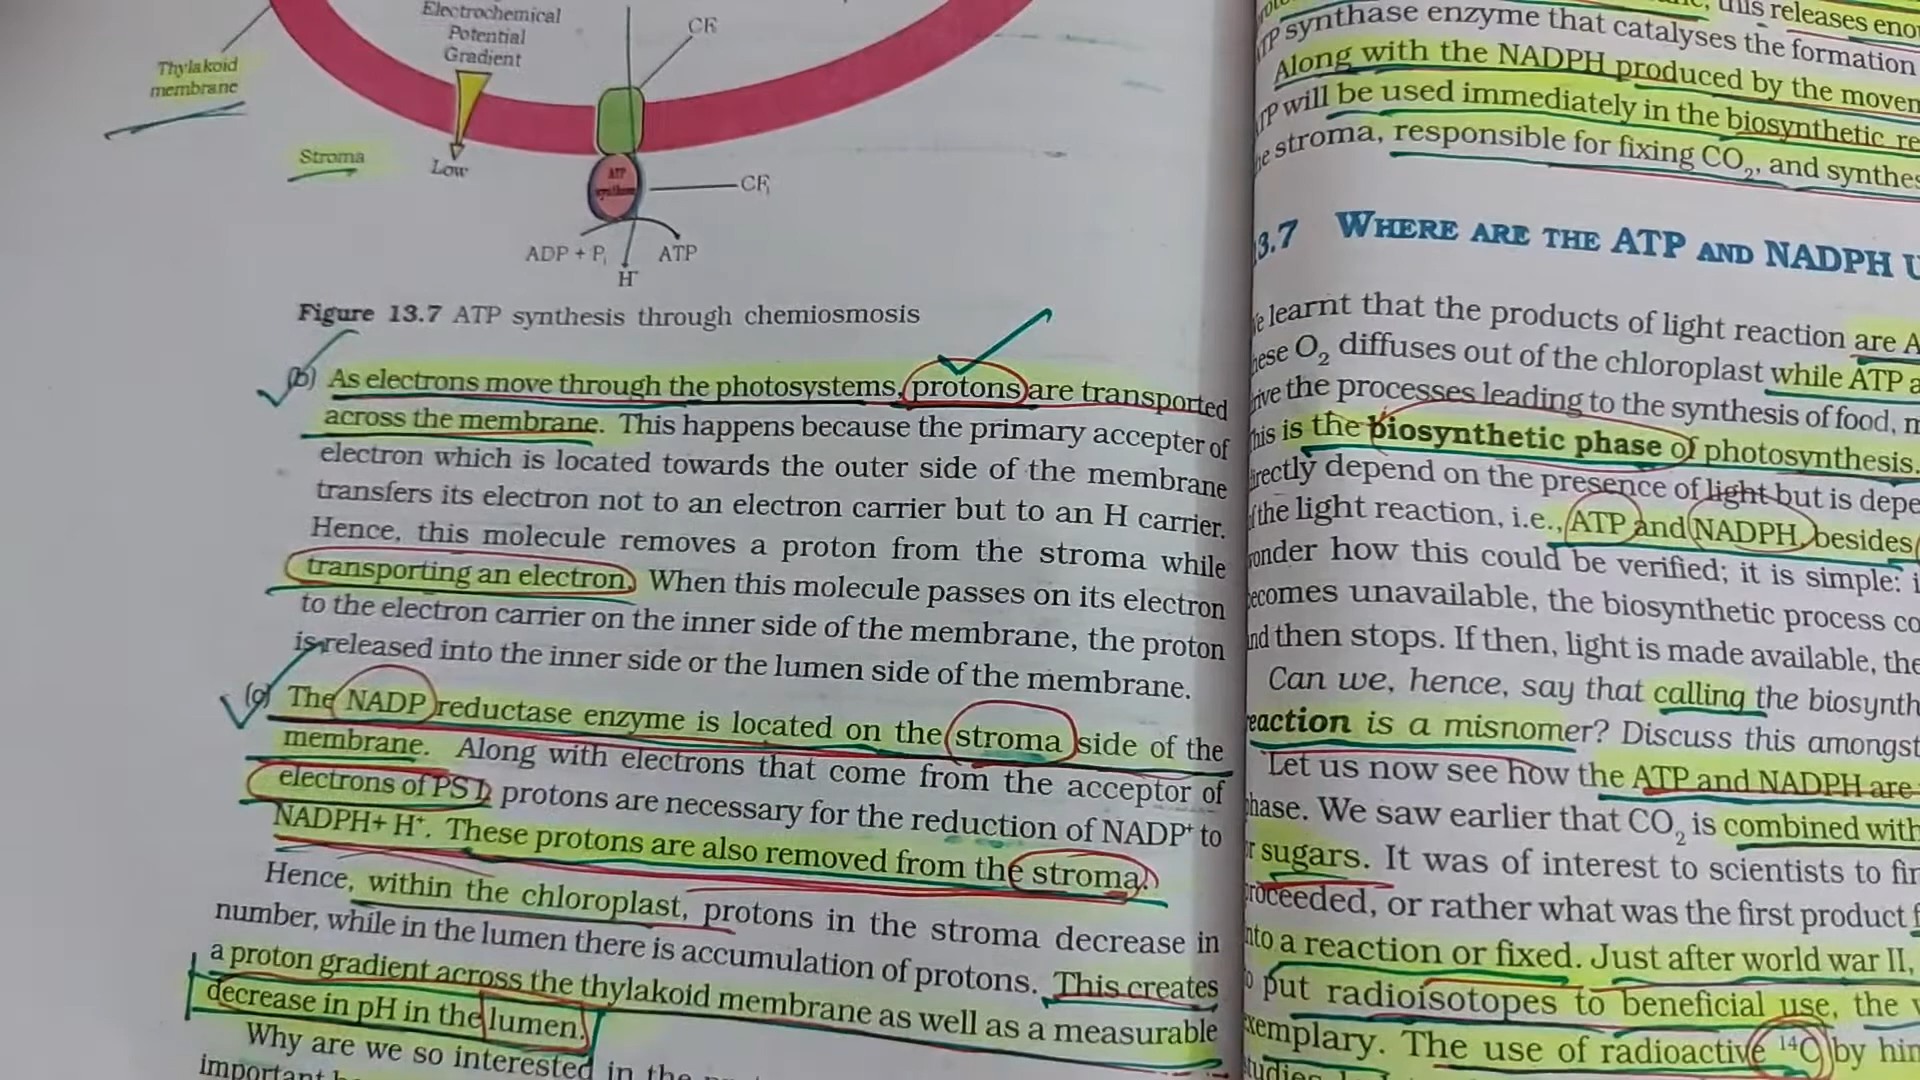 Electrochemical
Potential
Gradient
CF
Thylakoid
membrane
Stroma
Low
ATP
synthase
CF1
ADP + Pi
ATP
H+
Figure 13.7 ATP synthesis through chemiosmosis
(b) As electrons move through the photosystems, protons are transported
across the membrane. This happens because the primary accepter of
electron which is located towards the outer side of the membrane
transfers its electron not to an electron carrier but to an H carrier.
Hence, this molecule removes a proton from the stroma while
transporting an electron. When this molecule passes on its electron
to the electron carrier on the inner side of the membrane, the proton
is released into the inner side or the lumen side of the membrane.
(c) The NADP reductase enzyme is located on the stroma side of the
membrane. Along with electrons that come from the acceptor of
electrons of PS I, protons are necessary for the reduction of NADP+ to
NADPH+ H+. These protons are also removed from the stroma.
Hence, within the chloroplast, protons in the stroma decrease in
number, while in the lumen there is accumulation of protons. This creates
a proton gradient across the thylakoid membrane as well as a measurable
decrease in pH in the lumen.
Why are we so interested in the
important
this releases
synthase enzyme that catalyses the formation
Along with the NADPH produced by the
will be used immediately in the biosynthetic
stroma, responsible for fixing CO2, and
3.7 WHERE ARE THE ATP AND NADPH
learnt that the products of light reaction are
O2 diffuses out of the chloroplast while ATP
the processes leading to the synthesis of food,
is the biosynthetic phase of photosynthesis.
depend on the presence of light but is
the light reaction, i.e., ATP and NADPH, besides
how this could be verified; it is simple:
becomes unavailable, the biosynthetic process
and then stops. If then, light is made available, the
Can we, hence, say that calling the
reaction is a misnomer? Discuss this amongst
Let us now see how the ATP and NADPH are
phase. We saw earlier that CO2 is combined with
sugars. It was of interest to scientists to
proceeded, or rather what was the first product
into a reaction or fixed. Just after world war II,
put radioisotopes to beneficial use, the
exemplary. The use of radioactive 14C by
studies